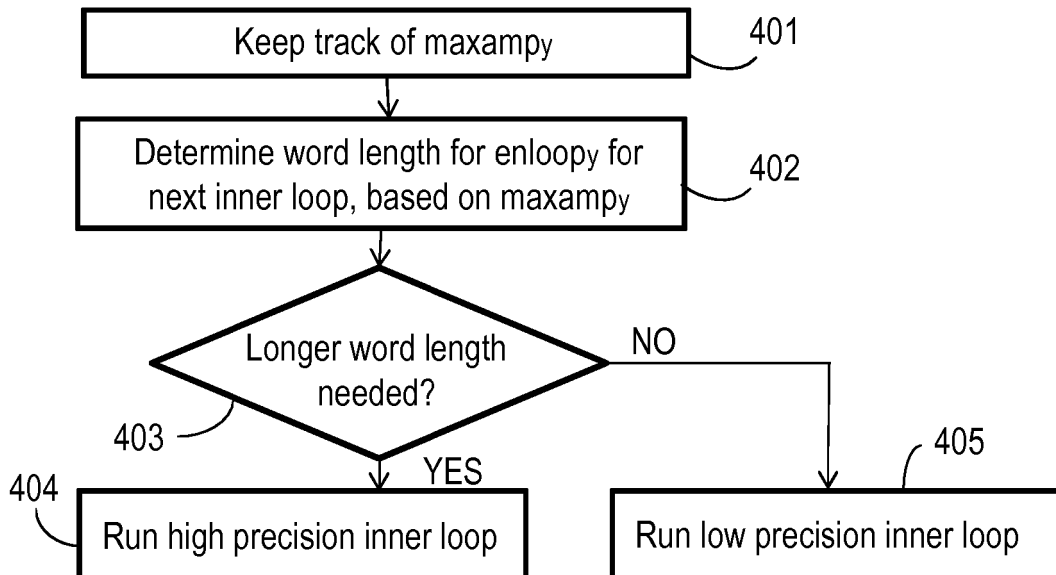 Keep track of maxampy
401
Determine word length for enloopy for
next inner loop, based on maxampy
402
Longer word length
needed?
NO
403
YES
404
405
Run high precision inner loop
Run low precision inner loop